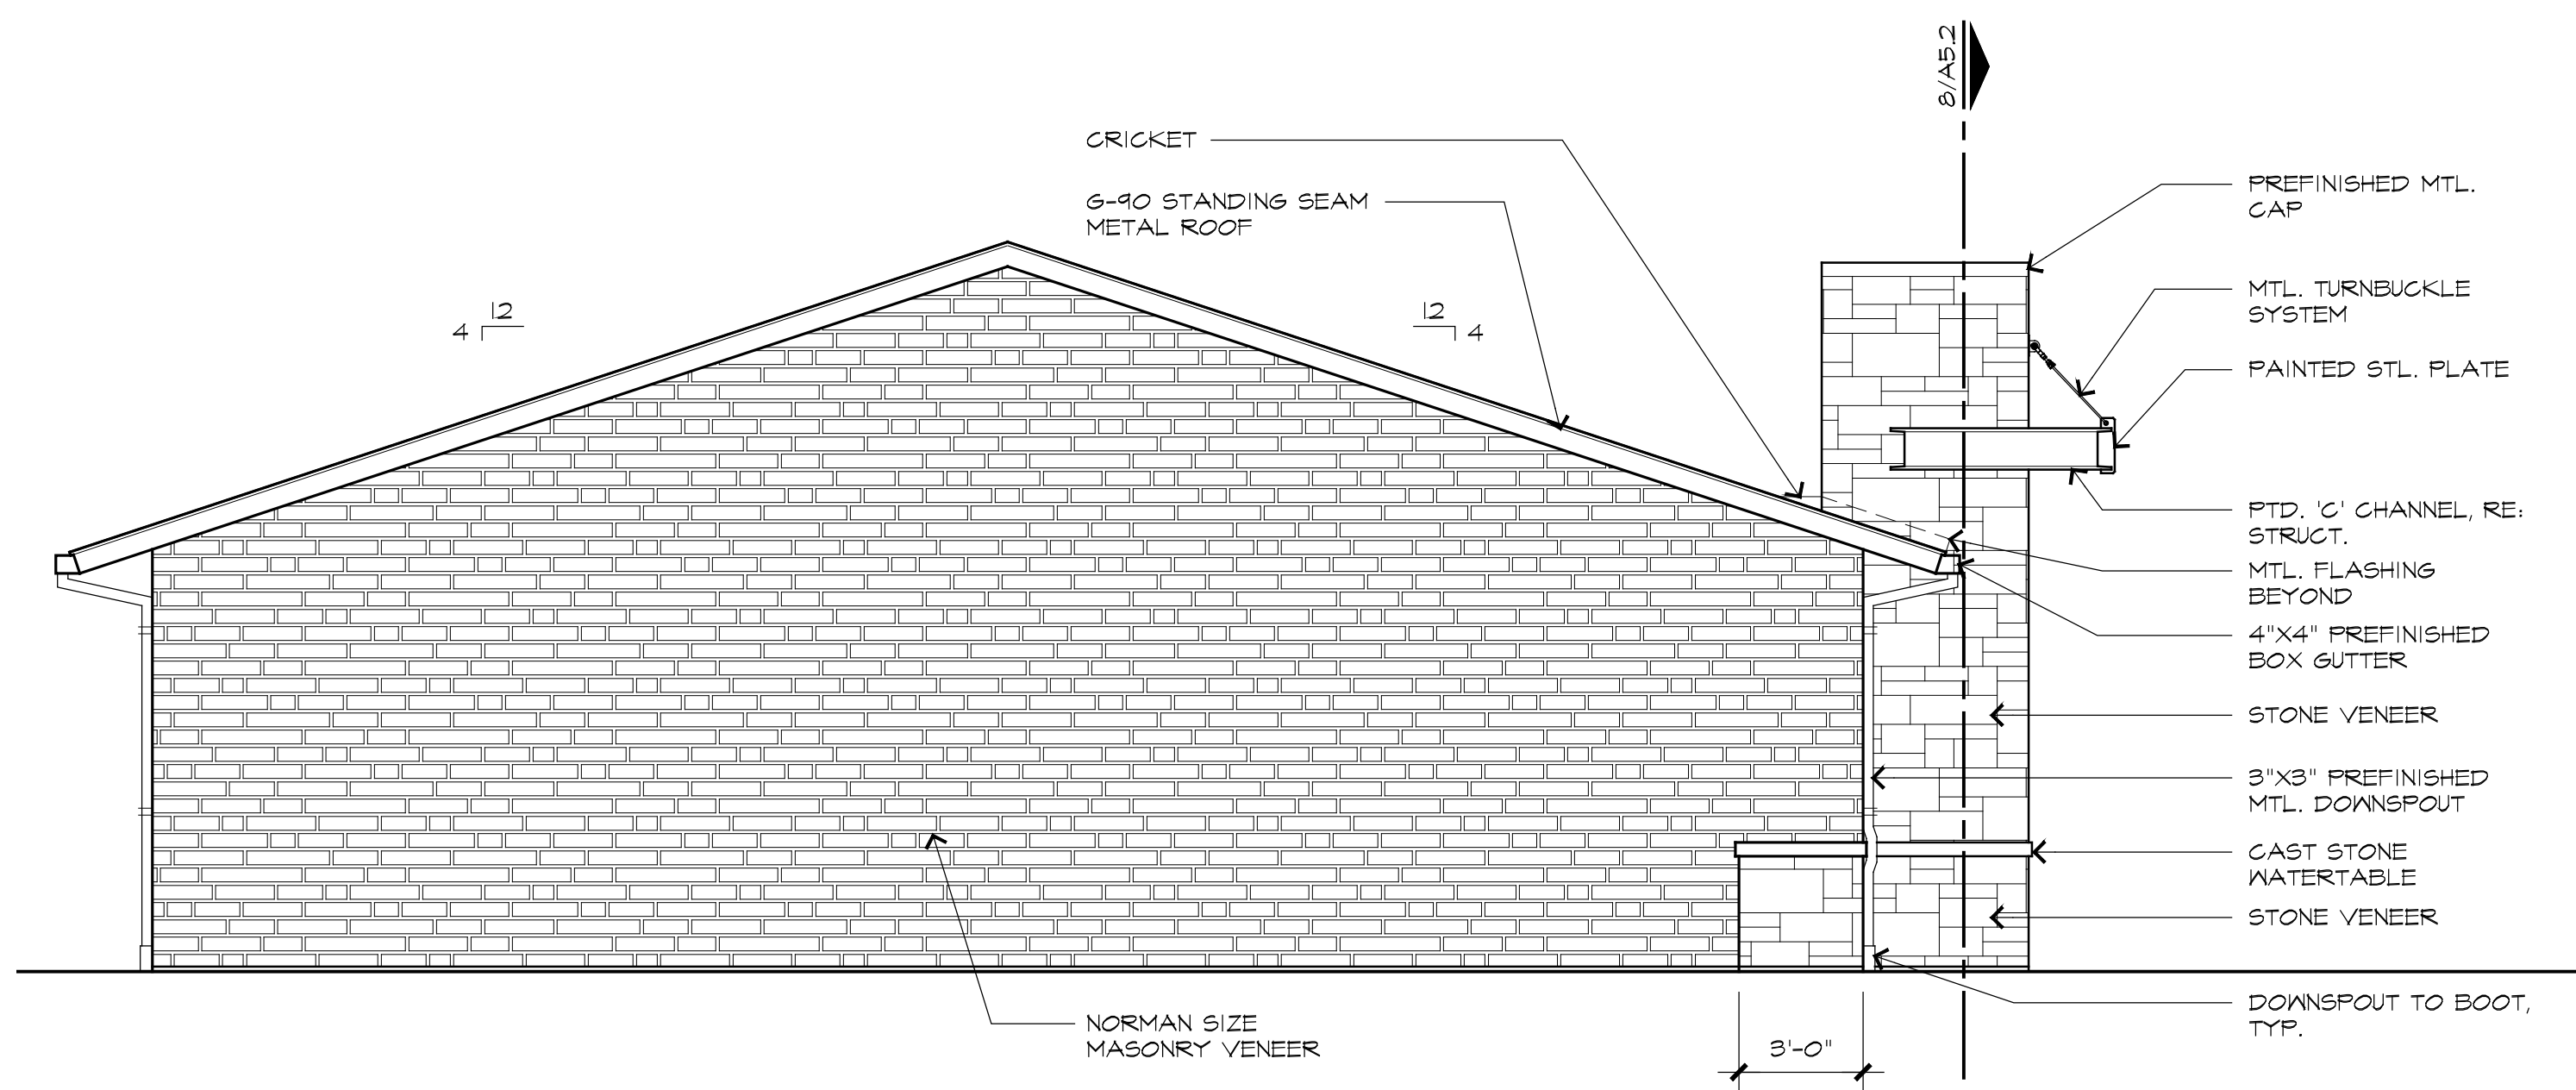 8/A5.2
CRICKET
G-90 STANDING SEAM
METAL ROOF
12
4
12
4
PREFINISHED MTL.
CAP
MTL. TURNBUCKLE
SYSTEM
PAINTED STL. PLATE
PTD. 'C' CHANNEL, RE:
STRUCT.
MTL. FLASHING
BEYOND
4"X4" PREFINISHED
BOX GUTTER
STONE VENEER
3"X3" PREFINISHED
MTL. DOWNSPOUT
CAST STONE
WATERTABLE
STONE VENEER
DOWNSPOUT TO BOOT,
TYP.
NORMAN SIZE
MASONRY VENEER
3'-0"